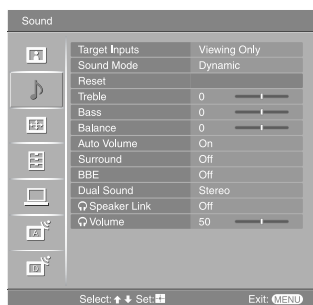 Sound
Target Inputs Viewing Only
Sound Mode Dynamic
Reset
Treble 0
Bass 0
Balance 0
Auto Volume On
Surround Off
BBE Off
Dual Sound Stereo
Speaker Link Off
Volume 50
A
D
Select: Set: Exit: MENU